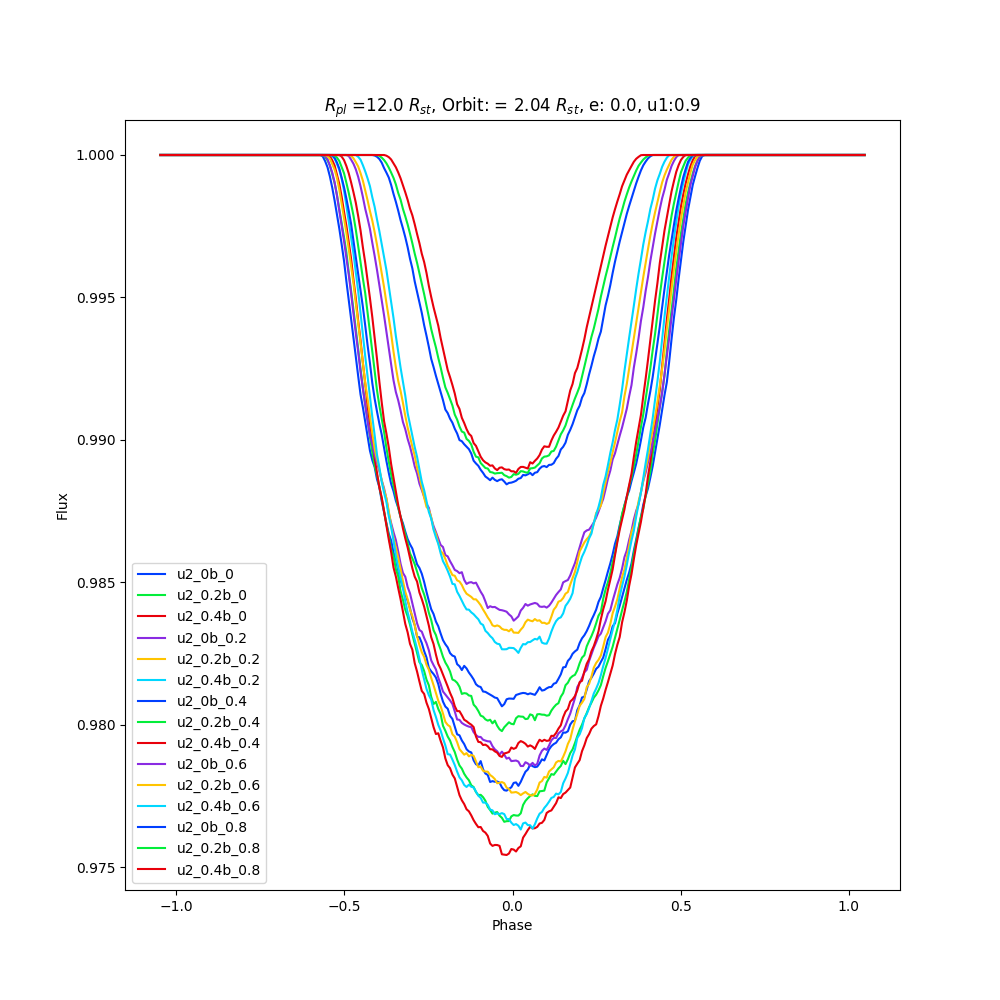 R_pl =12.0 R_st, Orbit: = 2.04 R_st, e: 0.0, u1:0.9
1.000
0.995
0.990
0.985
0.980
0.975
Flux
u2_0b_0
u2_0.2b_0
u2_0.4b_0
u2_0b_0.2
u2_0.2b_0.2
u2_0.4b_0.2
u2_0b_0.4
u2_0.2b_0.4
u2_0.4b_0.4
u2_0b_0.6
u2_0.2b_0.6
u2_0.4b_0.6
u2_0b_0.8
u2_0.2b_0.8
u2_0.4b_0.8
−1.0 −0.5 0.0 0.5 1.0
Phase